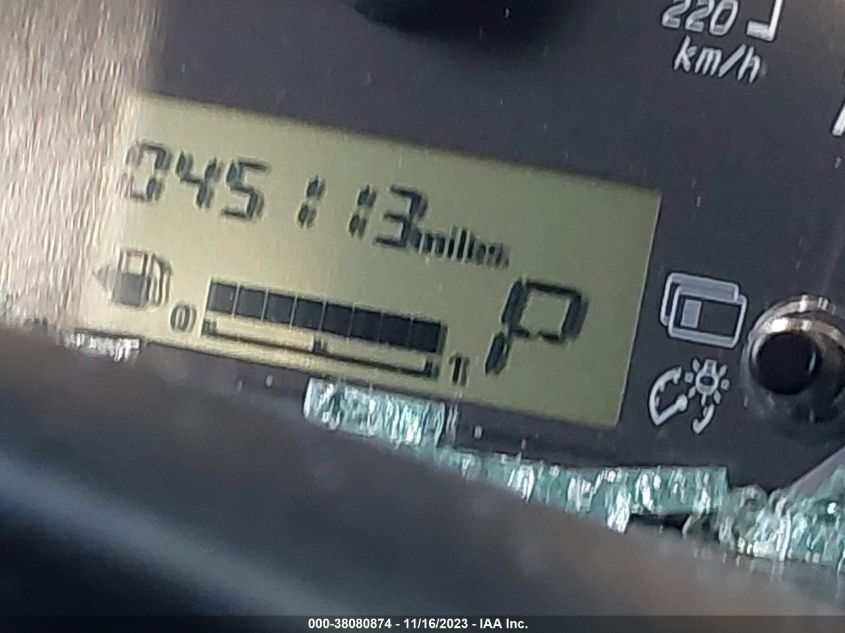 220
km/h
045113 miles
0 1
P
000-38080874 - 11/16/2023 - IAA Inc.